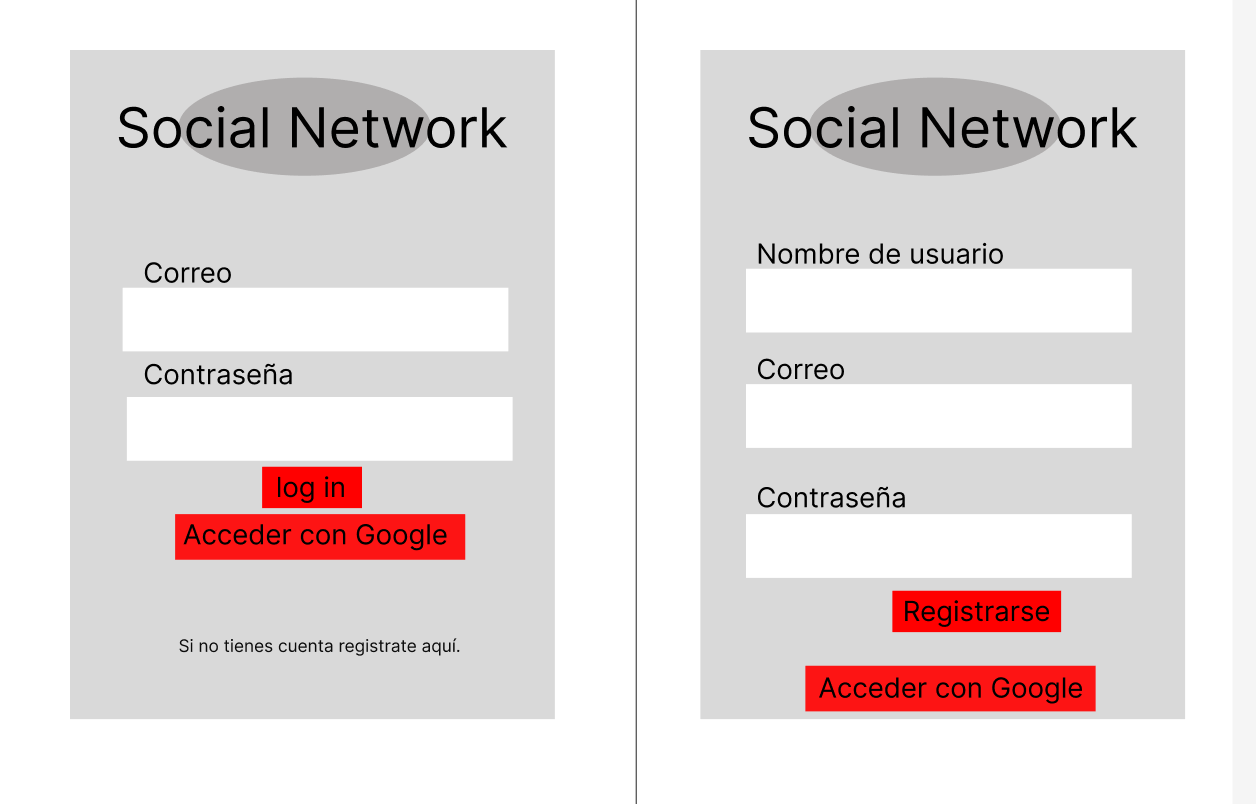 Social Network
Correo
Contraseña
log in
Acceder con Google
Si no tienes cuenta registrate aquí.
Social Network
Nombre de usuario
Correo
Contraseña
Registrarse
Acceder con Google